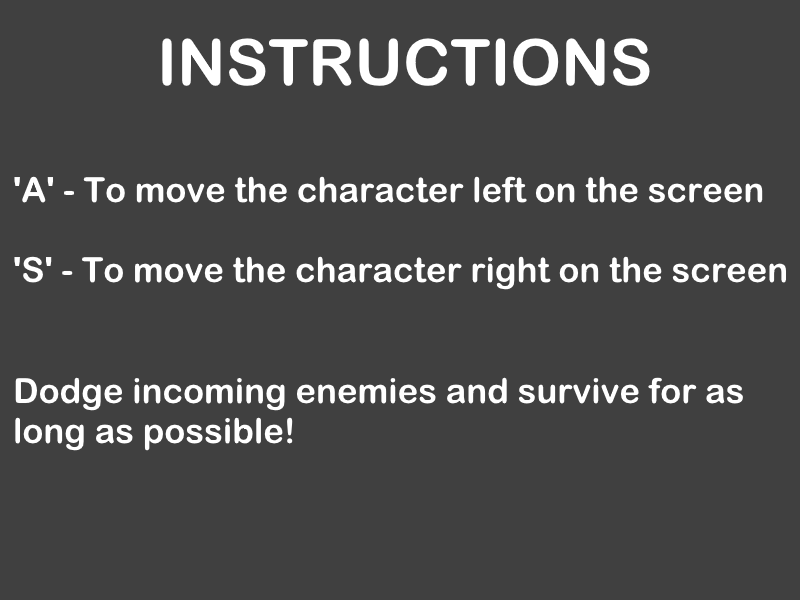 INSTRUCTIONS
'A' - To move the character left on the screen
'S' - To move the character right on the screen
Dodge incoming enemies and survive for as
long as possible!